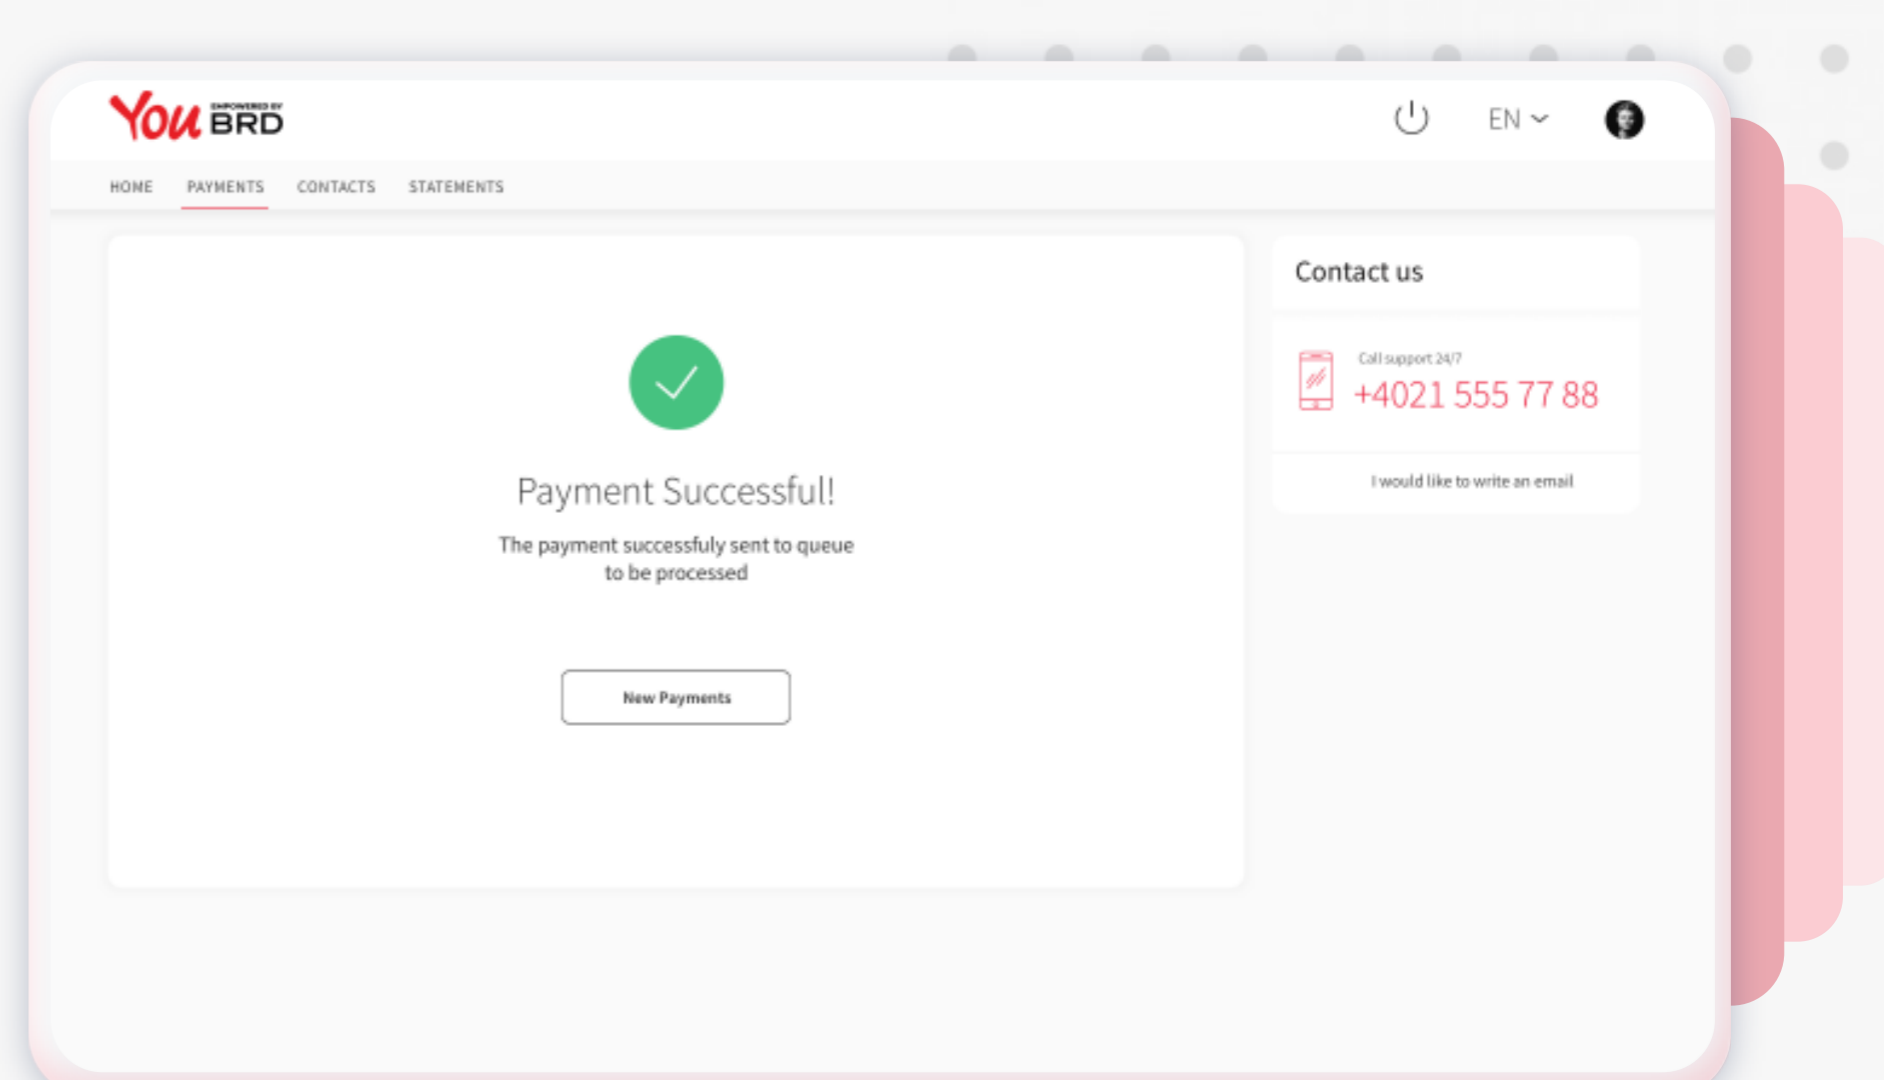 You EMPOWERED BY
BRD
EN
HOME PAYMENTS CONTACTS STATEMENTS
Payment Successful!
The payment successfuly sent to queue
to be processed
New Payments
Contact us
Call support 24/7
+4021 555 77 88
I would like to write an email